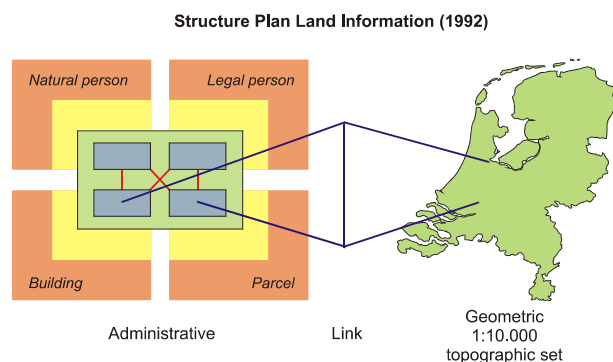 Structure Plan Land Information (1992)
Natural person
Legal person
Building
Parcel
Administrative
Link
Geometric
1:10.000
topographic set